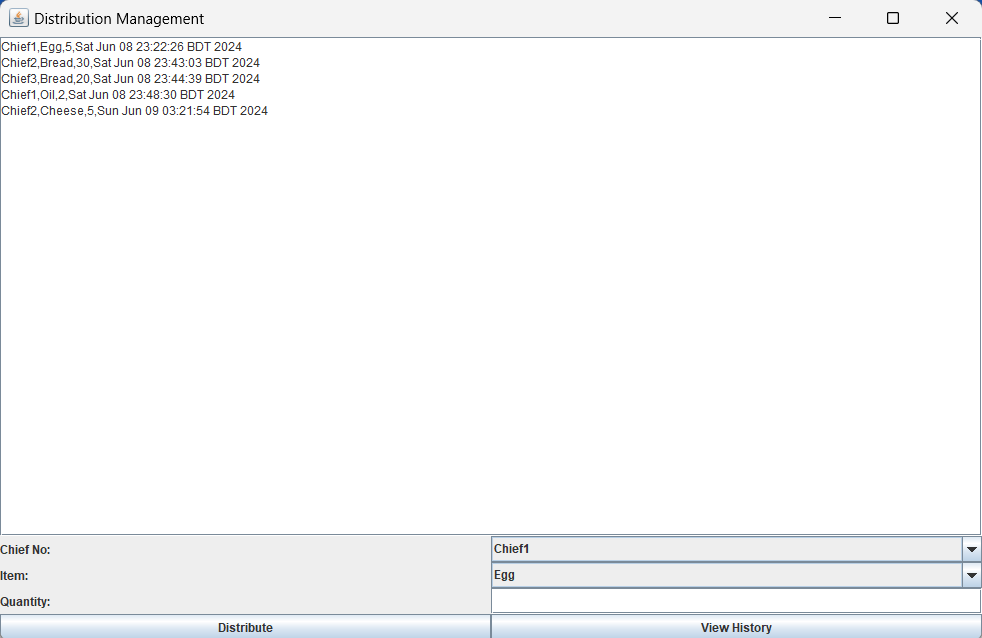 Distribution Management
Chief1,Egg,5,Sat Jun 08 23:22:26 BDT 2024
Chief2,Bread,30,Sat Jun 08 23:43:03 BDT 2024
Chief3,Bread,20,Sat Jun 08 23:44:39 BDT 2024
Chief1,Oil,2,Sat Jun 08 23:48:30 BDT 2024
Chief2,Cheese,5,Sun Jun 09 03:21:54 BDT 2024
Chief No: Chief1
Item: Egg
Quantity:
Distribute View History